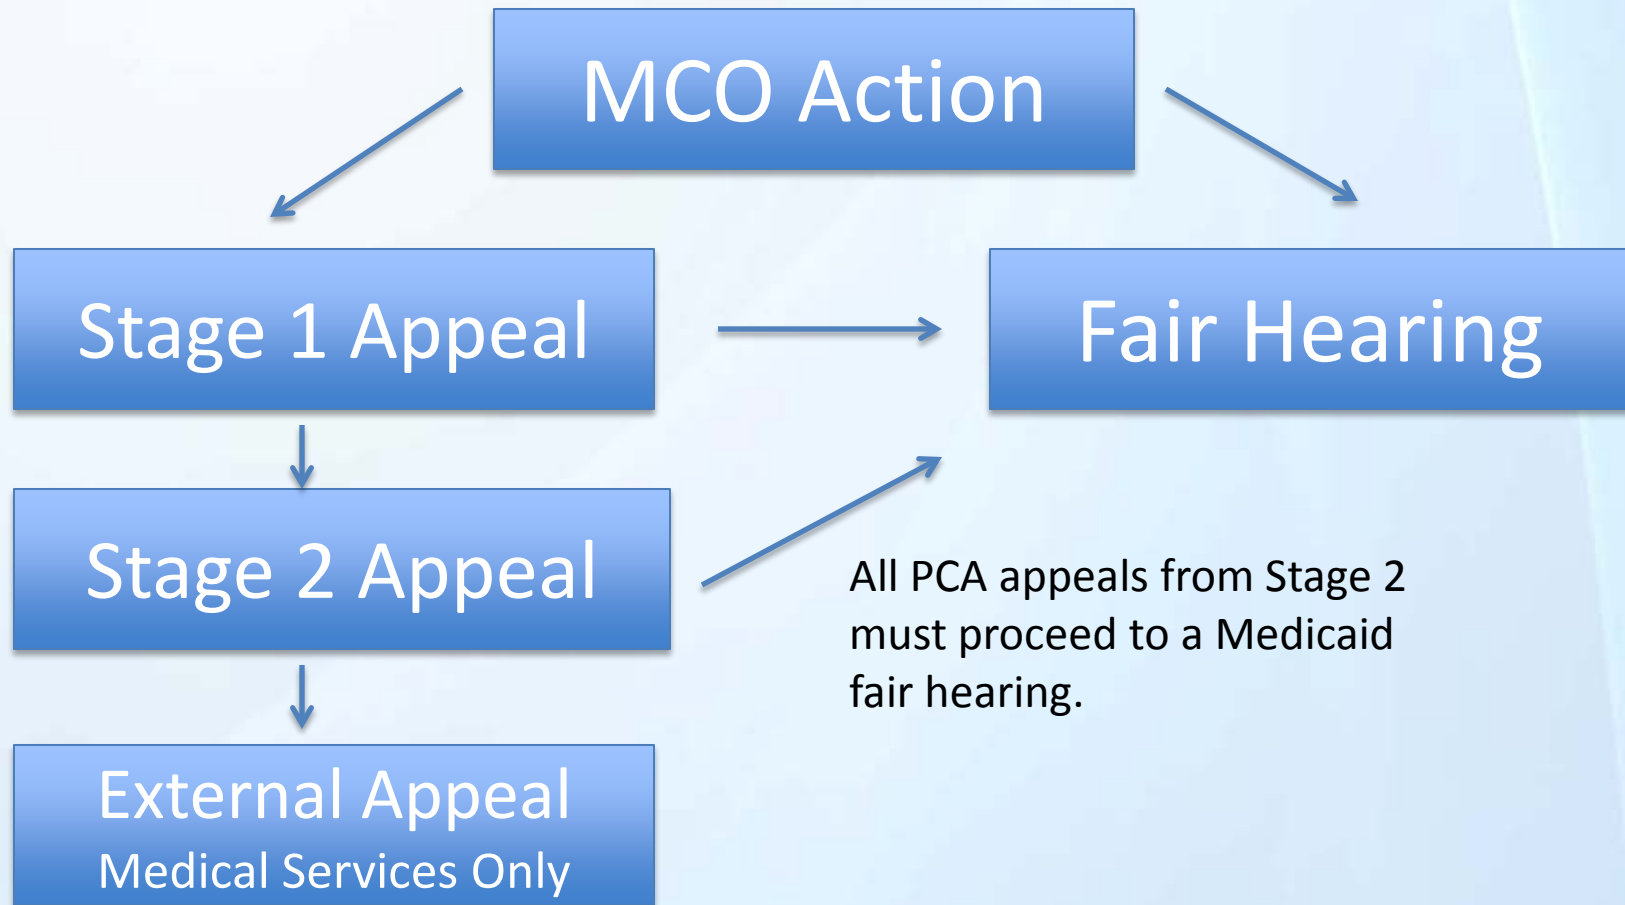 MCO Action
Stage 1 Appeal
Fair Hearing
Stage 2 Appeal
All PCA appeals from Stage 2
must proceed to a Medicaid
fair hearing.
External Appeal
Medical Services Only